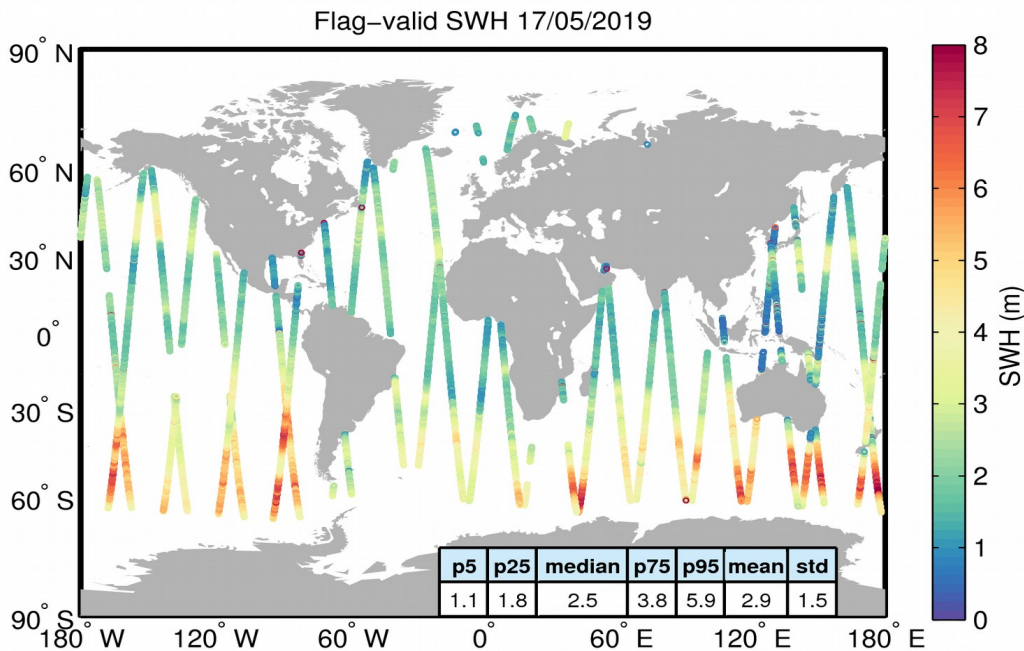 Flag−valid SWH 17/05/2019
90° N
60° N
30° N
0°
30° S
60° S
90° S
180° W
120° W
60° W
0°
60° E
120° E
180° E
p5 p25 median p75 p95 mean std
1.1 1.8 2.5 3.8 5.9 2.9 1.5
8
7
6
5
4
3
2
1
0
SWH (m)